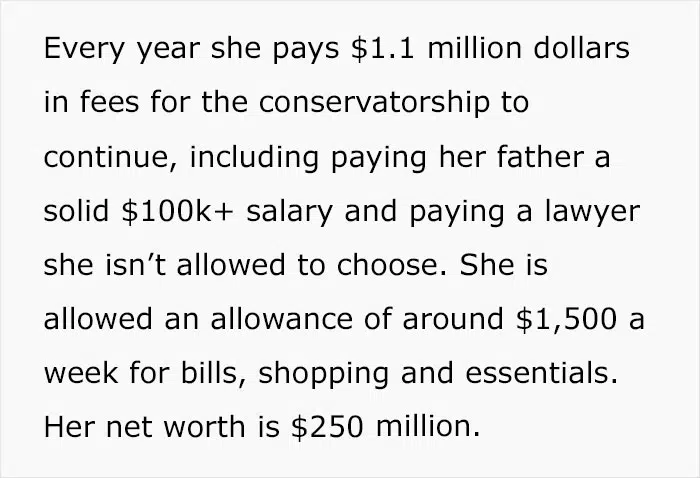 Every year she pays $1.1 million dollars
in fees for the conservatorship to
continue, including paying her father a
solid $100k+ salary and paying a lawyer
she isn’t allowed to choose. She is
allowed an allowance of around $1,500 a
week for bills, shopping and essentials.
Her net worth is $250 million.